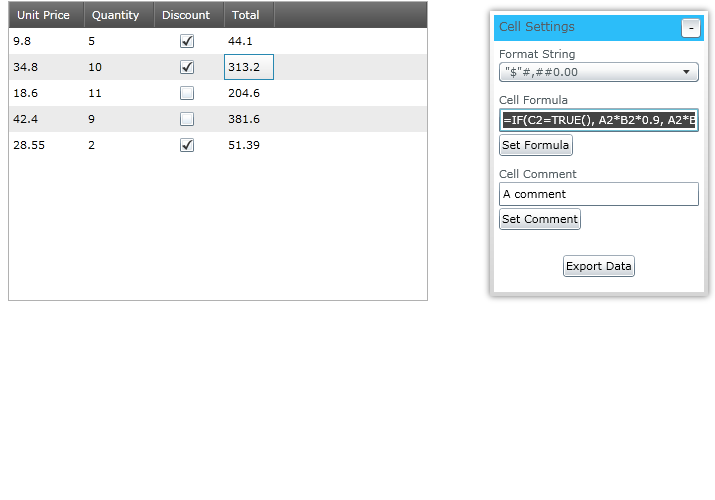 Unit Price Quantity Discount Total
9.8 5 44.1
34.8 10 313.2
18.6 11 204.6
42.4 9 381.6
28.55 2 51.39
Cell Settings -
Format String
"$"#,##0.00
Cell Formula
=IF(C2=TRUE(), A2*B2*0.9, A2*B
Set Formula
Cell Comment
A comment
Set Comment
Export Data